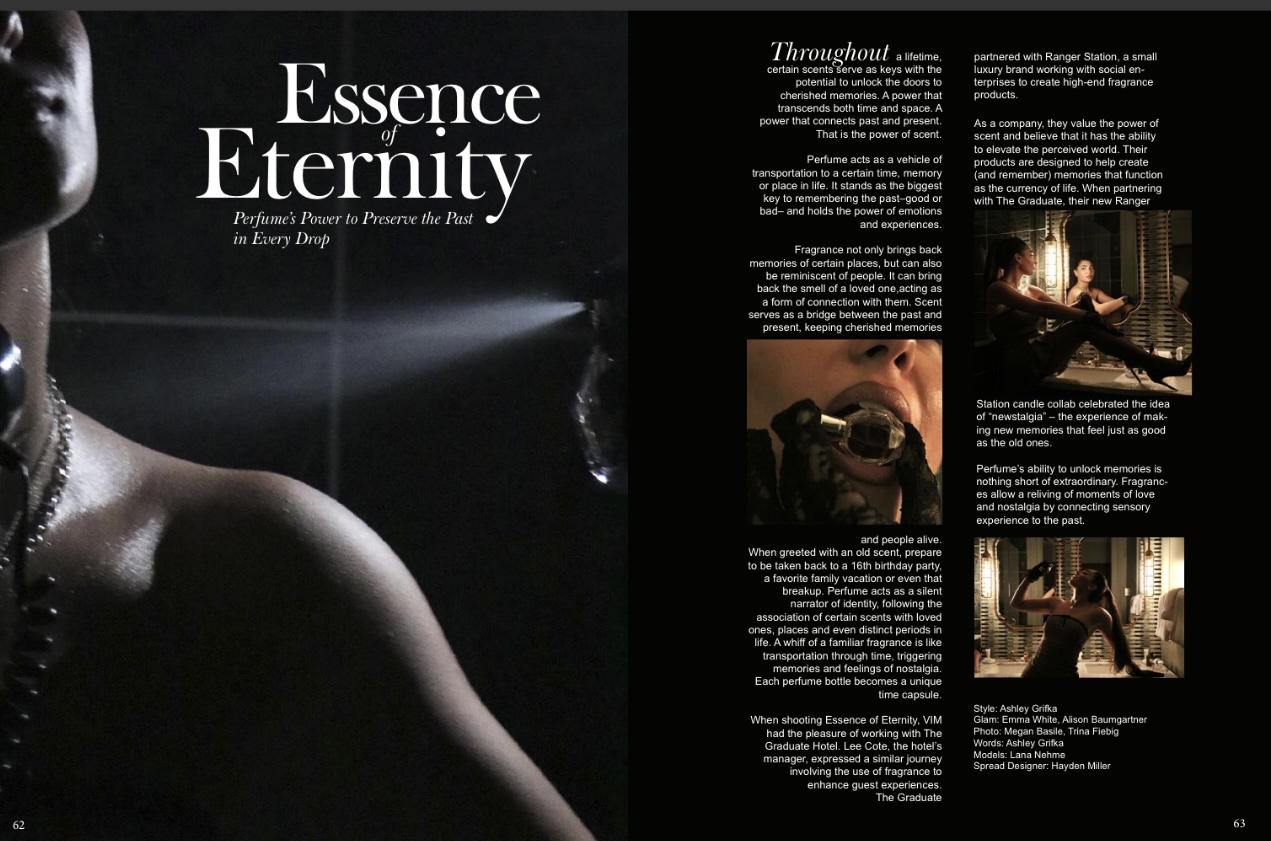 Essence
of
Eternity
Perfume's Power to Preserve the Past
in Every Drop
62
Throughout a lifetime,
certain scents serve as keys with the
potential to unlock the doors to
cherished memories. A power that
transcends both time and space. A
power that connects past and present.
That is the power of scent.
Perfume acts as a vehicle of
transportation to a certain time, memory
or place in life. It stands as the biggest
key to remembering the past–good or
bad– and holds the power of emotions
and experiences.
Fragrance not only brings back
memories of certain places, but can also
be reminiscent of people. It can bring
back the smell of a loved one,acting as
a form of connection with them. Scent
serves as a bridge between the past and
present, keeping cherished memories
and people alive.
When greeted with an old scent, prepare
to be taken back to a 16th birthday party,
a favorite family vacation or even that
breakup. Perfume acts as a silent
narrator of identity, following the
association of certain scents with loved
ones, places and even distinct periods in
life. A whiff of a familiar fragrance is like
transportation through time, triggering
memories and feelings of nostalgia.
Each perfume bottle becomes a unique
time capsule.
When shooting Essence of Eternity, VIM
had the pleasure of working with The
Graduate Hotel. Lee Cote, the hotel's
manager, expressed a similar journey
involving the use of fragrance to
enhance guest experiences.
The Graduate
partnered with Ranger Station, a small
luxury brand working with social en-
terprises to create high-end fragrance
products.
As a company, they value the power of
scent and believe that it has the ability
to elevate the perceived world. Their
products are designed to help create
(and remember) memories that function
as the currency of life. When partnering
with The Graduate, their new Ranger
Station candle collab celebrated the idea
of “newstalgia” – the experience of mak-
ing new memories that feel just as good
as the old ones.
Perfume's ability to unlock memories is
nothing short of extraordinary. Fragranc-
es allow a reliving of moments of love
and nostalgia by connecting sensory
experience to the past.
Style: Ashley Grifka
Glam: Emma White, Alison Baumgartner
Photo: Megan Basile, Trina Fiebig
Words: Ashley Grifka
Models: Lana Nehme
Spread Designer: Hayden Miller
63